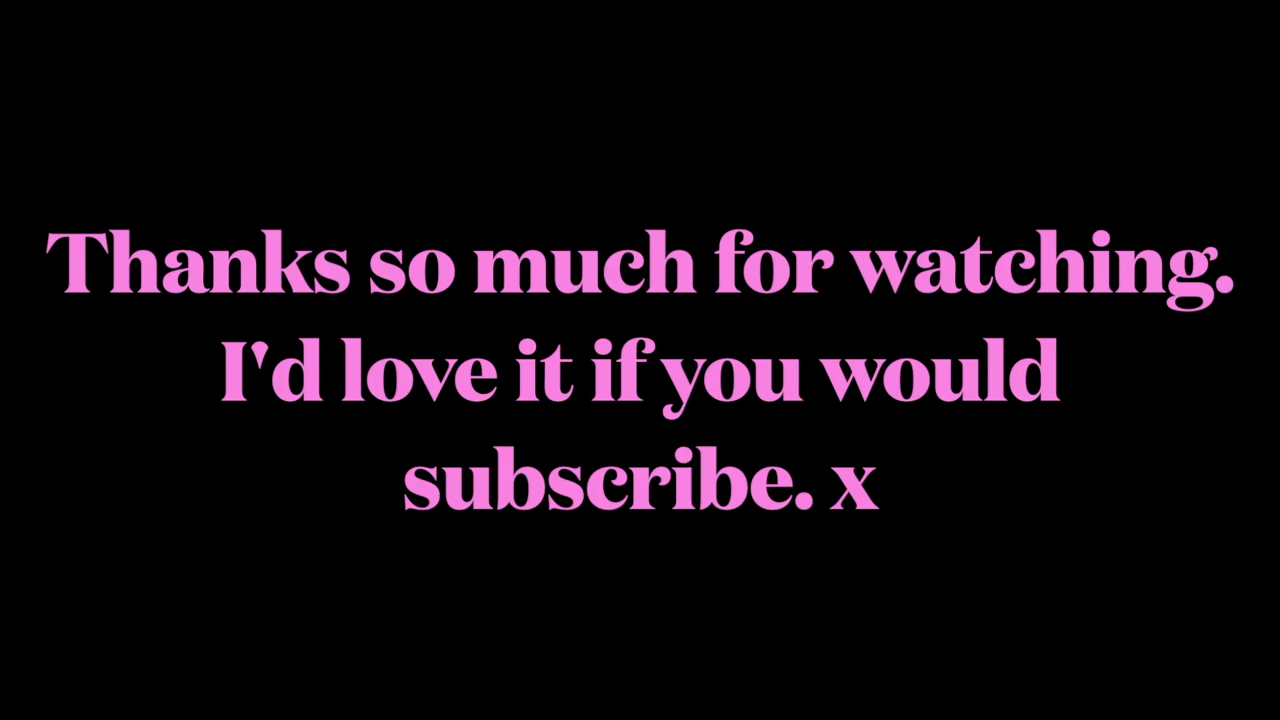 Thanks so much for watching.
I'd love it if you would
subscribe. x